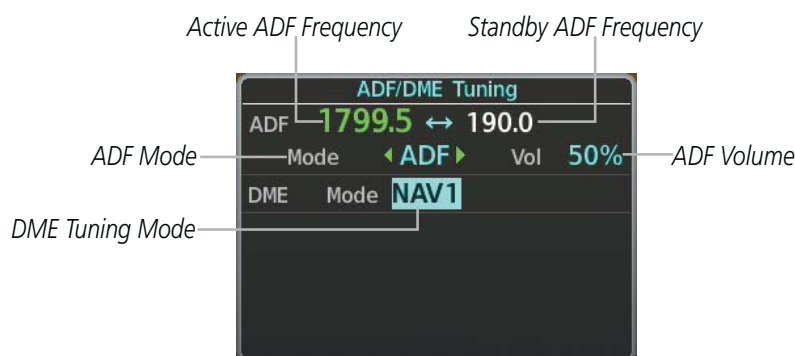 Active ADF Frequency Standby ADF Frequency
ADF/DME Tuning
ADF 1799.5 ↔ 190.0
ADF Mode Mode ADF Vol 50% ADF Volume
DME Mode NAV1
DME Tuning Mode